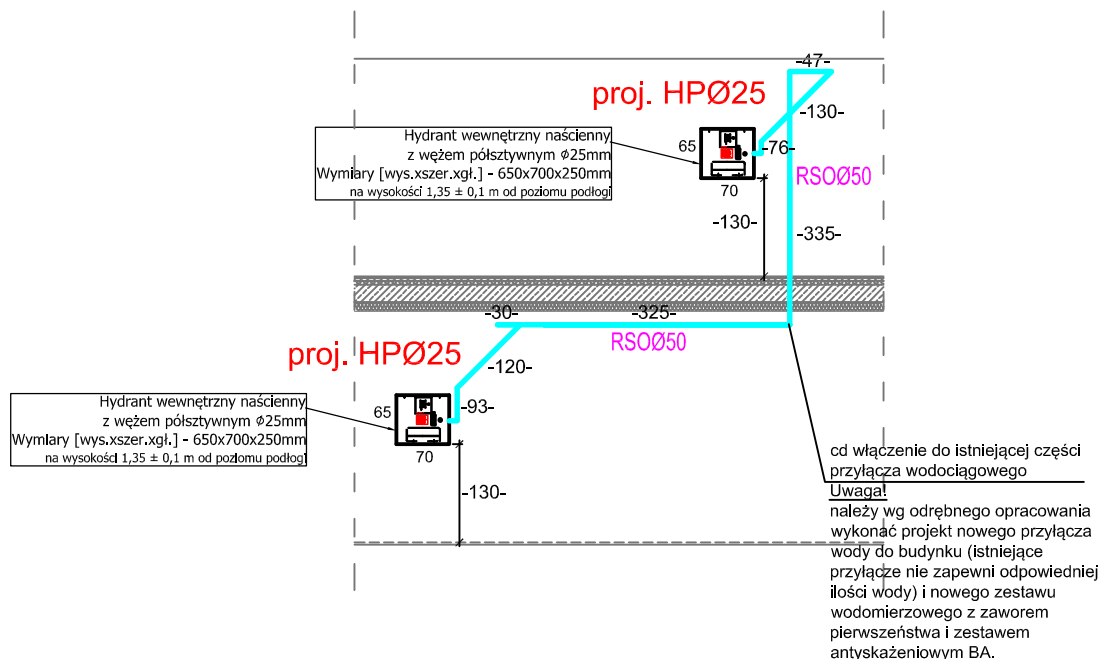 -47-
proj. HPØ25
-130-
Hydrant wewnętrzny naścienny
z wężem półsztywnym ϕ25mm
Wymiary [wys.xszer.xgł.] - 650x700x250mm
na wysokości 1,35 ± 0,1 m od poziomu podłogi
65
-76-
70
RSOØ50
-130-
-335-
-30-
-325-
RSOØ50
proj. HPØ25
-120-
Hydrant wewnętrzny naścienny
z wężem półsztywnym ϕ25mm
Wymiary [wys.xszer.xgł.] - 650x700x250mm
na wysokości 1,35 ± 0,1 m od poziomu podłogi
65
-93-
70
-130-
cd włączenie do istniejącej części
przyłącza wodociągowego
Uwaga!
należy wg odrębnego opracowania
wykonać projekt nowego przyłącza
wody do budynku (istniejące
przyłącze nie zapewni odpowiedniej
ilości wody) i nowego zestawu
wodomierzowego z zaworem
pierwszeństwa i zestawem
antyskażeniowym BA.